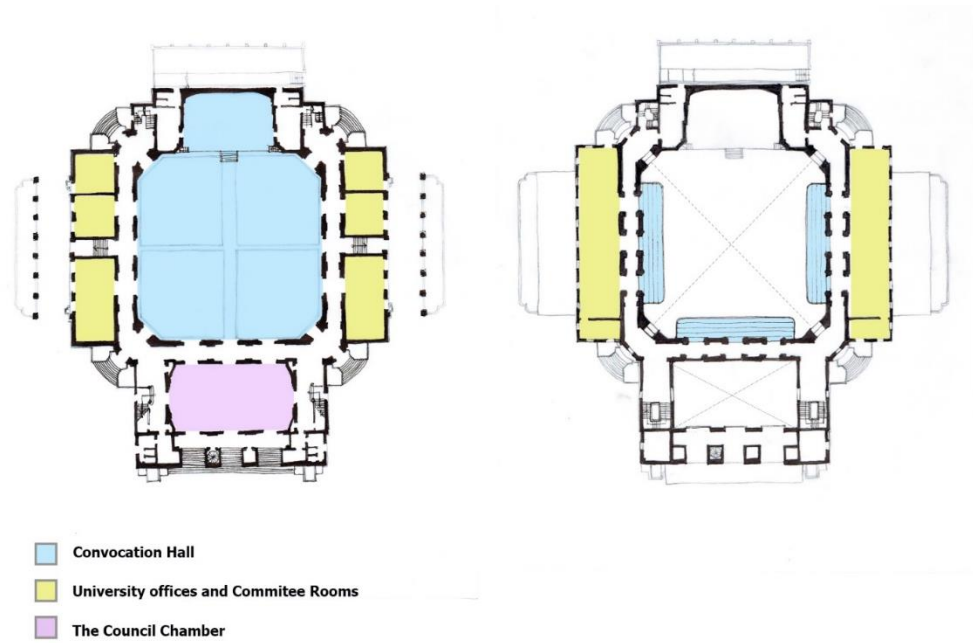 Convocation Hall
University offices and Commitee Rooms
The Council Chamber